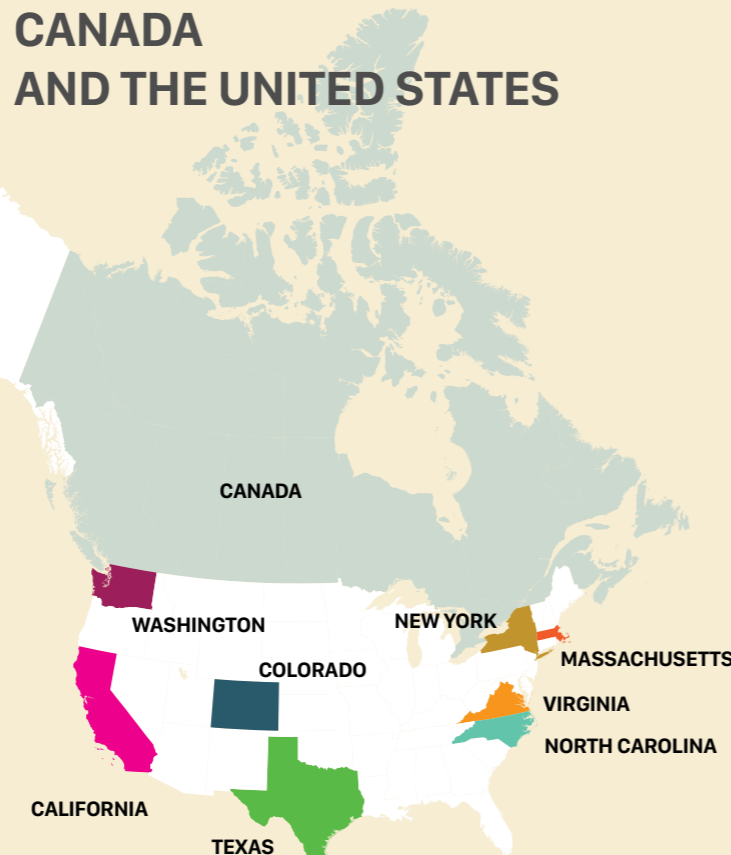 CANADA
AND THE UNITED STATES
CANADA
WASHINGTON
NEW YORK
MASSACHUSETTS
COLORADO
VIRGINIA
NORTH CAROLINA
CALIFORNIA
TEXAS